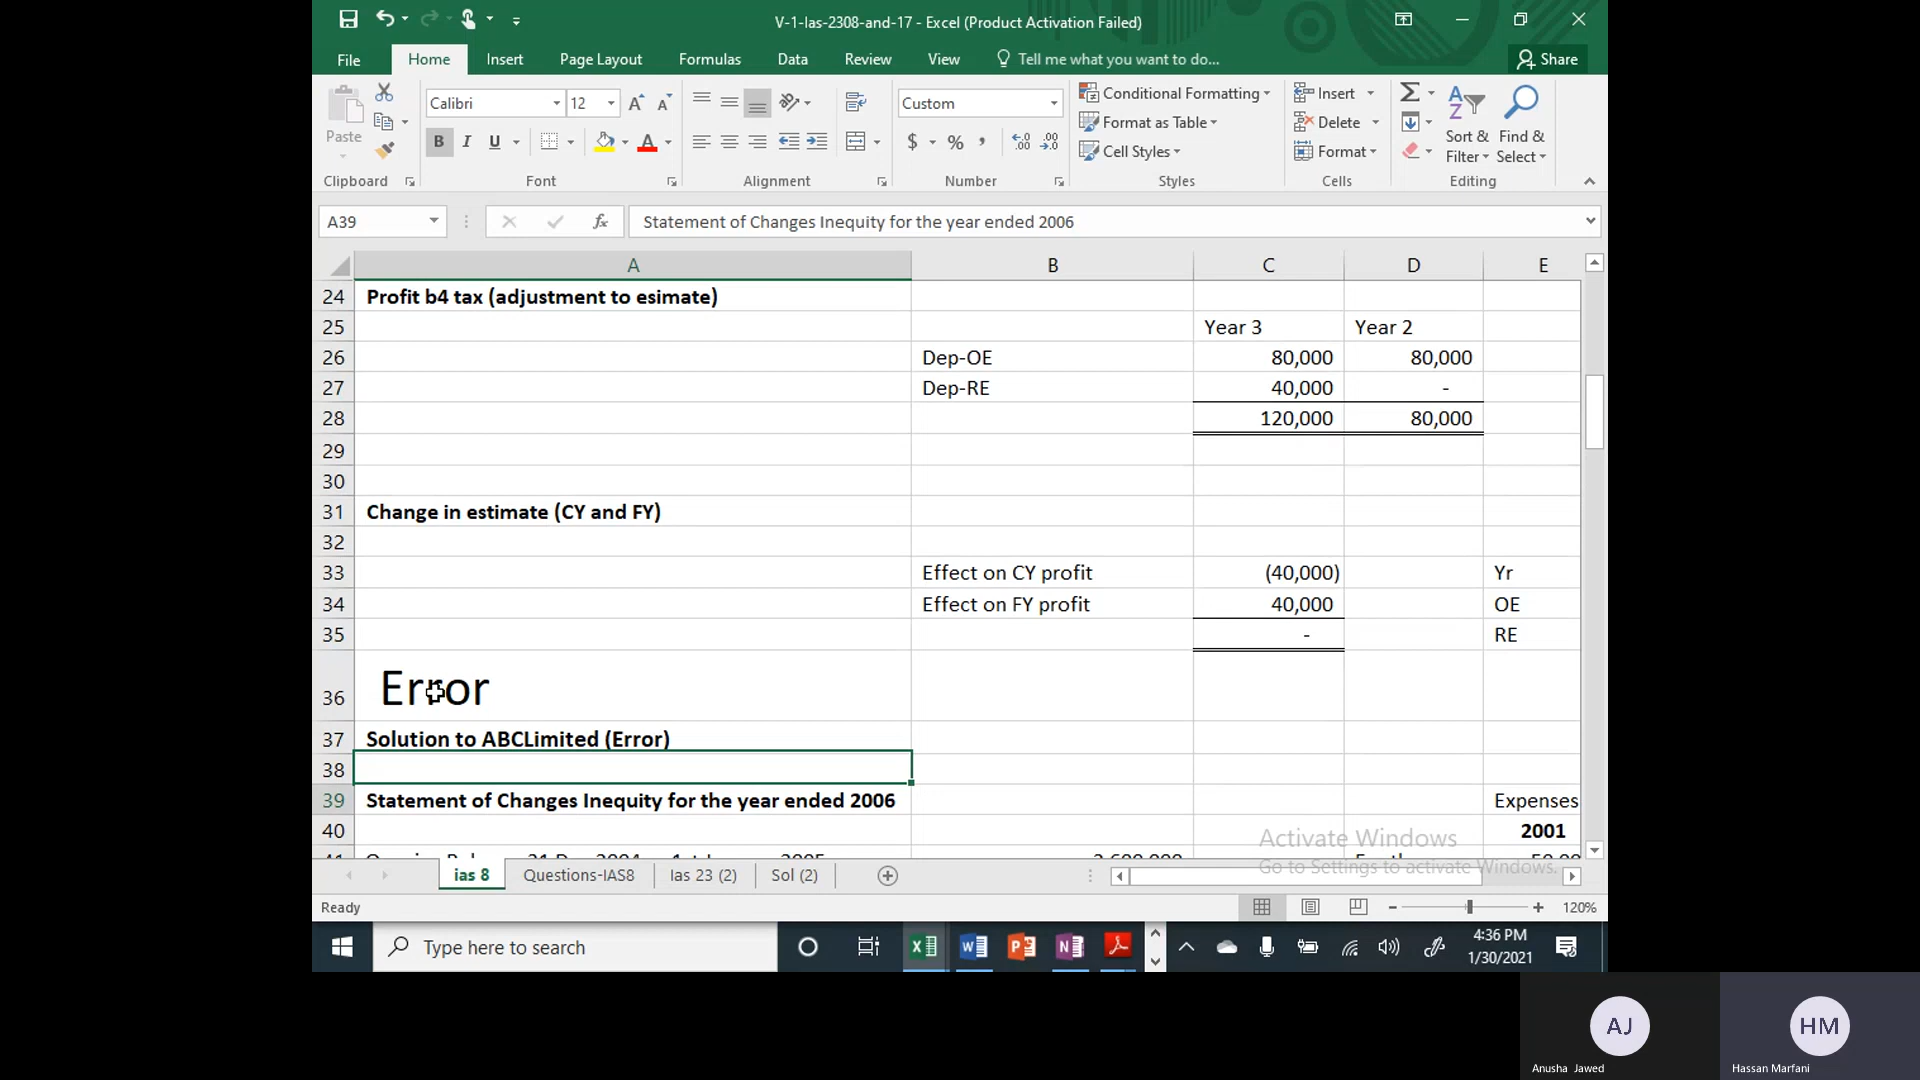 V-1-Ias-2308-and-17 - Excel (Product Activation Failed)
File Home Insert Page Layout Formulas Data Review View Tell me what you want to do... Share
Paste
Calibri 12
B I U
Custom
$ %
Conditional Formatting
Format as Table
Cell Styles
Insert
Delete
Format
Sort & Filter
Find & Select
Clipboard Font Alignment Number Styles Cells Editing
A39 fx Statement of Changes Inequity for the year ended 2006
A B C D E
24 Profit b4 tax (adjustment to esimate)
25 Year 3 Year 2
26 Dep-OE 80,000 80,000
27 Dep-RE 40,000 -
28 120,000 80,000
29
30
31 Change in estimate (CY and FY)
32
33 Effect on CY profit (40,000) Yr
34 Effect on FY profit 40,000 OE
35 - RE
36 Error
37 Solution to ABCLimited (Error)
38
39 Statement of Changes Inequity for the year ended 2006 Expenses
40 2001
Activate Windows
Go to Settings to activate Windows.
ias 8 Questions-IAS8 Ias 23 (2) Sol (2)
Ready 120%
Type here to search
4:36 PM
1/30/2021
AJ HM
Anusha Jawed Hassan Marfani